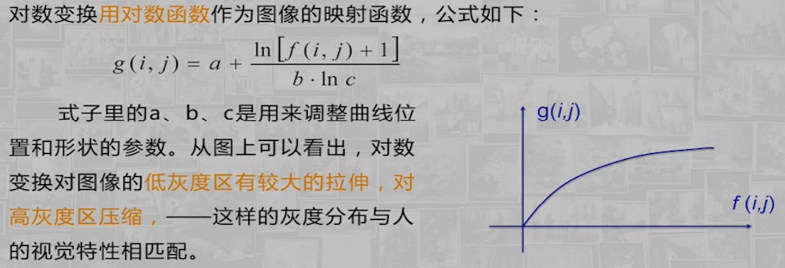 对数变换用对数函数作为图像的映射函数，公式如下：
g(i, j) = a + ln[f(i, j)+1] / b·ln c
式子里的a、b、c是用来调整曲线位
置和形状的参数。从图上可以看出，对数
变换对图像的低灰度区有较大的拉伸，对
高灰度区压缩，——这样的灰度分布与人
的视觉特性相匹配。
g(i,j)
f (i,j)